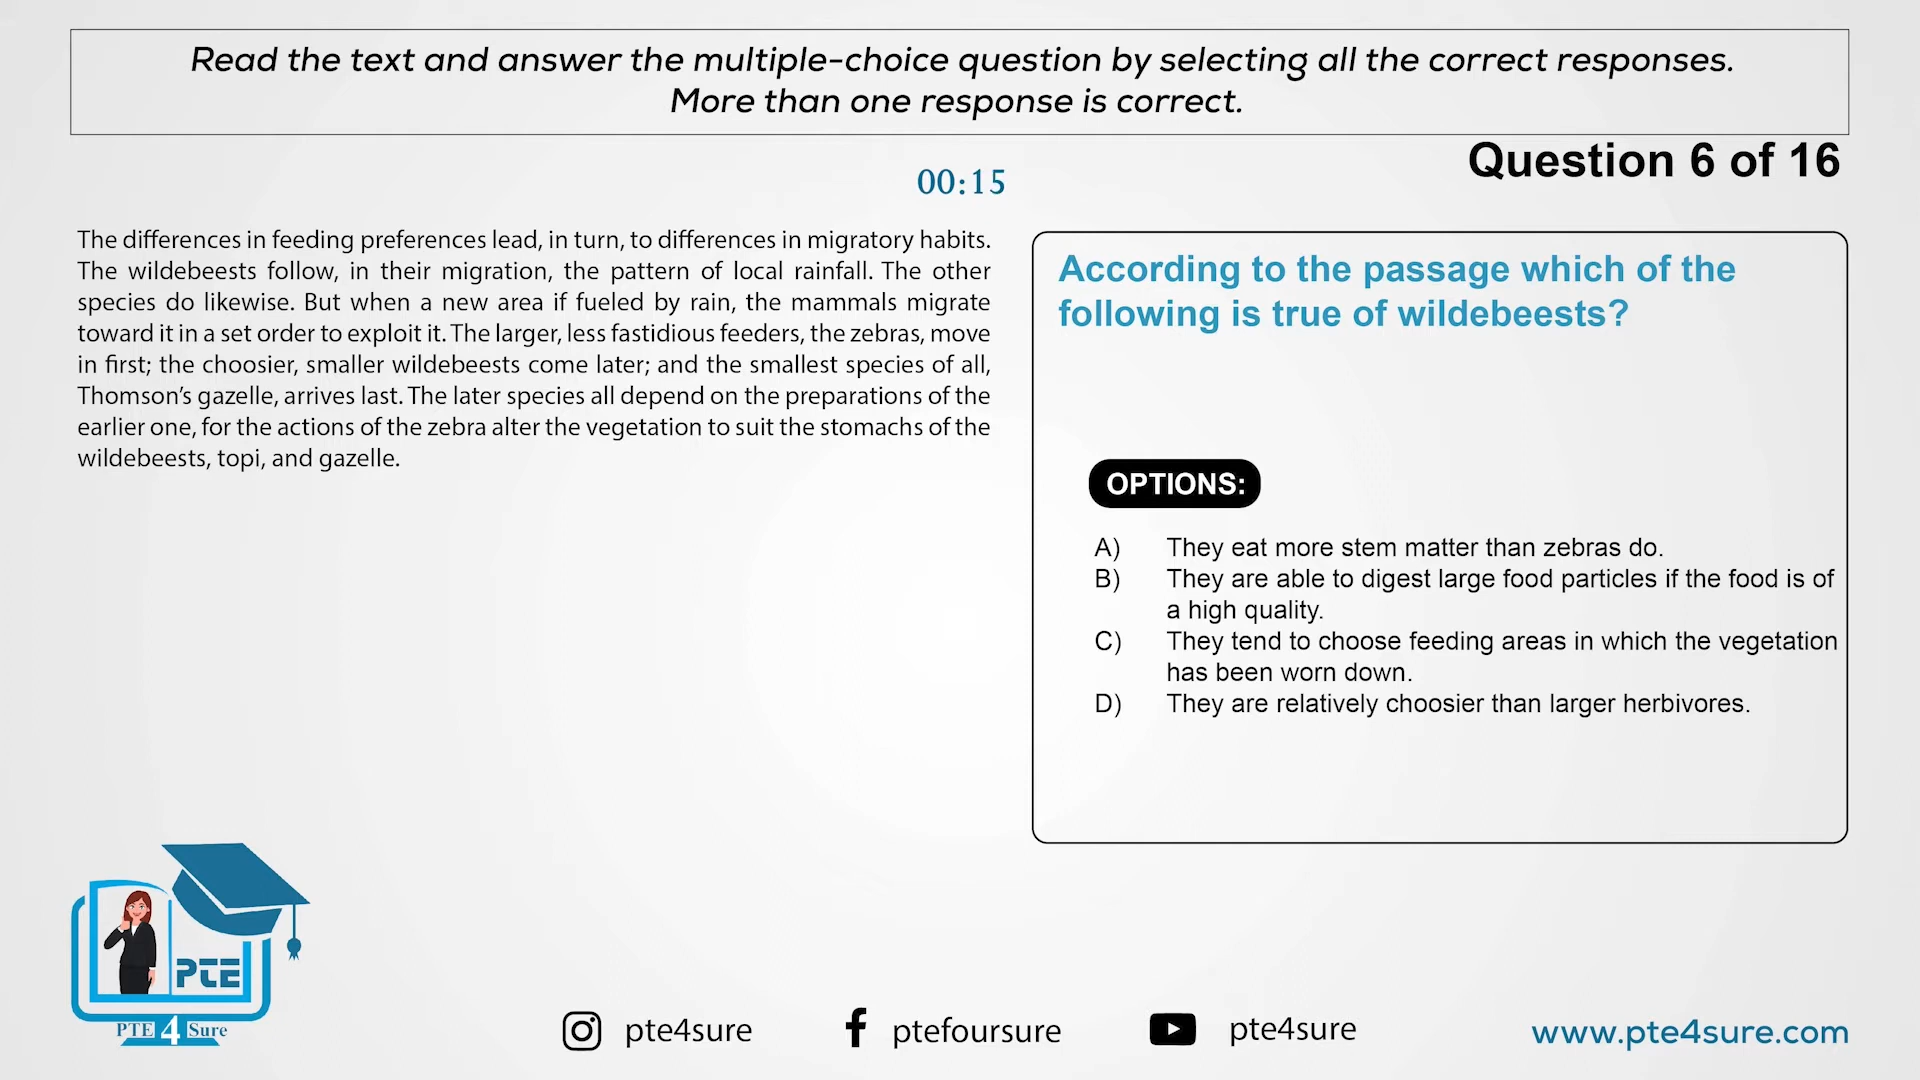 Read the text and answer the multiple-choice question by selecting all the correct responses.
More than one response is correct.
Question 6 of 16
00:15
The differences in feeding preferences lead, in turn, to differences in migratory habits.
The wildebeests follow, in their migration, the pattern of local rainfall. The other
species do likewise. But when a new area if fueled by rain, the mammals migrate
toward it in a set order to exploit it. The larger, less fastidious feeders, the zebras, move
in first; the choosier, smaller wildebeests come later; and the smallest species of all,
Thomson's gazelle, arrives last. The later species all depend on the preparations of the
earlier one, for the actions of the zebra alter the vegetation to suit the stomachs of the
wildebeests, topi, and gazelle.
According to the passage which of the
following is true of wildebeests?
OPTIONS:
A) They eat more stem matter than zebras do.
B) They are able to digest large food particles if the food is of
a high quality.
C) They tend to choose feeding areas in which the vegetation
has been worn down.
D) They are relatively choosier than larger herbivores.
PTE
PTE 4 Sure
pte4sure
ptefoursure
pte4sure
www.pte4sure.com